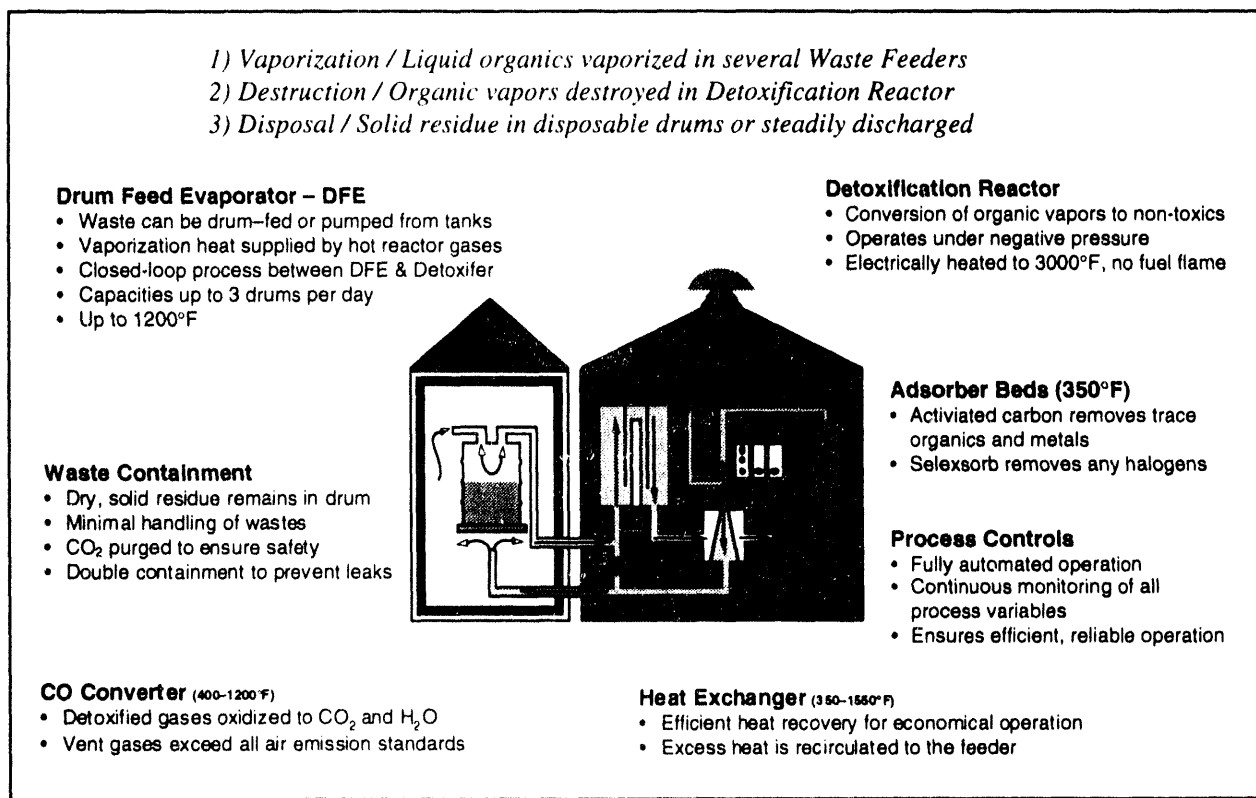 1) Vaporization / Liquid organics vaporized in several Waste Feeders
2) Destruction / Organic vapors destroyed in Detoxification Reactor
3) Disposal / Solid residue in disposable drums or steadily discharged
Drum Feed Evaporator – DFE
• Waste can be drum–fed or pumped from tanks
• Vaporization heat supplied by hot reactor gases
• Closed-loop process between DFE & Detoxifer
• Capacities up to 3 drums per day
• Up to 1200°F
Detoxification Reactor
• Conversion of organic vapors to non-toxics
• Operates under negative pressure
• Electrically heated to 3000°F, no fuel flame
Adsorber Beds (350°F)
• Activiated carbon removes trace
organics and metals
• Selexsorb removes any halogens
Waste Containment
• Dry, solid residue remains in drum
• Minimal handling of wastes
• CO₂ purged to ensure safety
• Double containment to prevent leaks
Process Controls
• Fully automated operation
• Continuous monitoring of all
process variables
• Ensures efficient, reliable operation
CO Converter (400–1200°F)
• Detoxified gases oxidized to CO₂ and H₂O
• Vent gases exceed all air emission standards
Heat Exchanger (350–1550°F)
• Efficient heat recovery for economical operation
• Excess heat is recirculated to the feeder